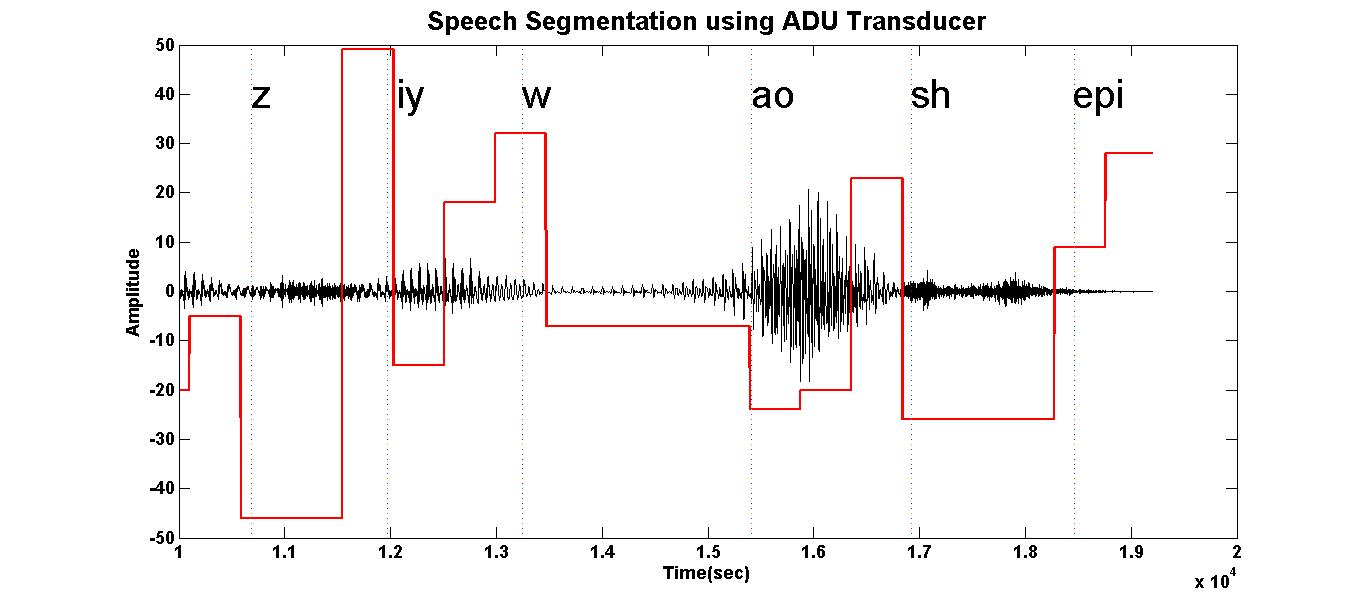 Speech Segmentation using ADU Transducer
50
40
30
20
10
0
-10
-20
-30
-40
-50
Amplitude
z iy w ao sh epi
1 1.1 1.2 1.3 1.4 1.5 1.6 1.7 1.8 1.9 2
Time(sec)
x 10^4